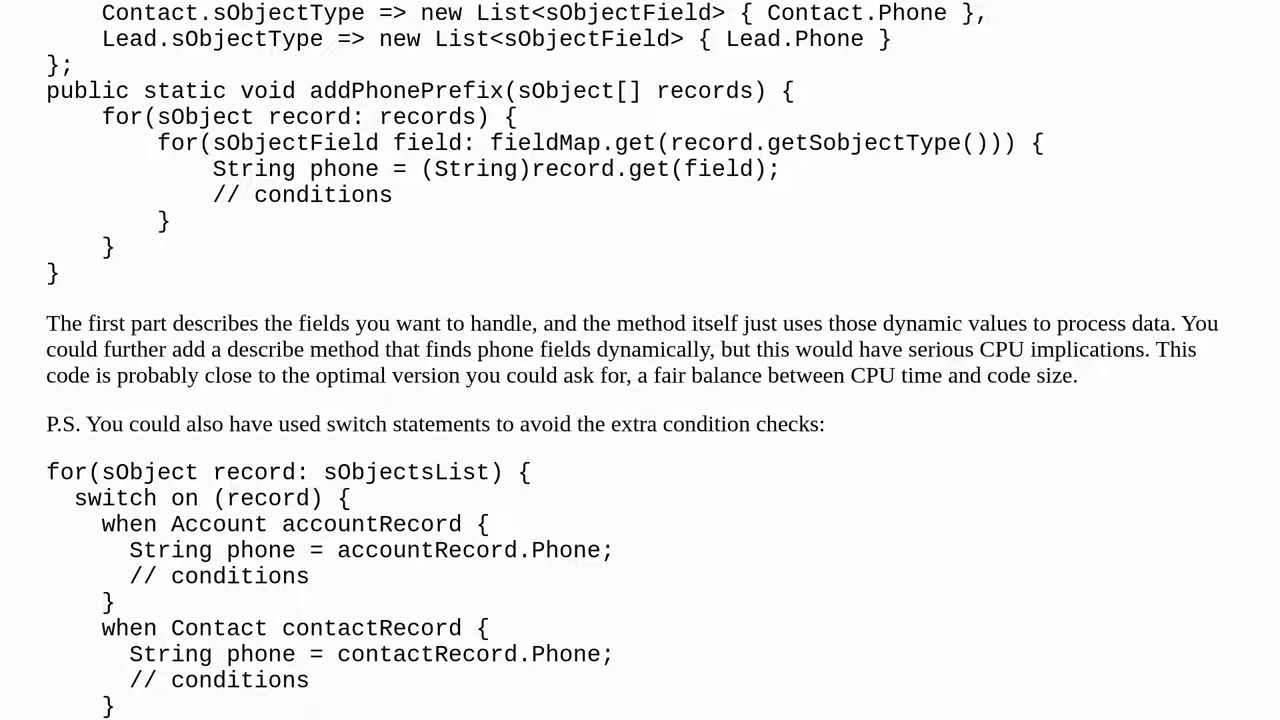 Contact.sObjectType => new List<sObjectField> { Contact.Phone },
    Lead.sObjectType => new List<sObjectField> { Lead.Phone }
};
public static void addPhonePrefix(sObject[] records) {
    for(sObject record: records) {
        for(sObjectField field: fieldMap.get(record.getSobjectType())) {
            String phone = (String)record.get(field);
            // conditions
        }
    }
}
The first part describes the fields you want to handle, and the method itself just uses those dynamic values to process data. You
could further add a describe method that finds phone fields dynamically, but this would have serious CPU implications. This
code is probably close to the optimal version you could ask for, a fair balance between CPU time and code size.
P.S. You could also have used switch statements to avoid the extra condition checks:
for(sObject record: sObjectsList) {
  switch on (record) {
    when Account accountRecord {
      String phone = accountRecord.Phone;
      // conditions
    }
    when Contact contactRecord {
      String phone = contactRecord.Phone;
      // conditions
    }